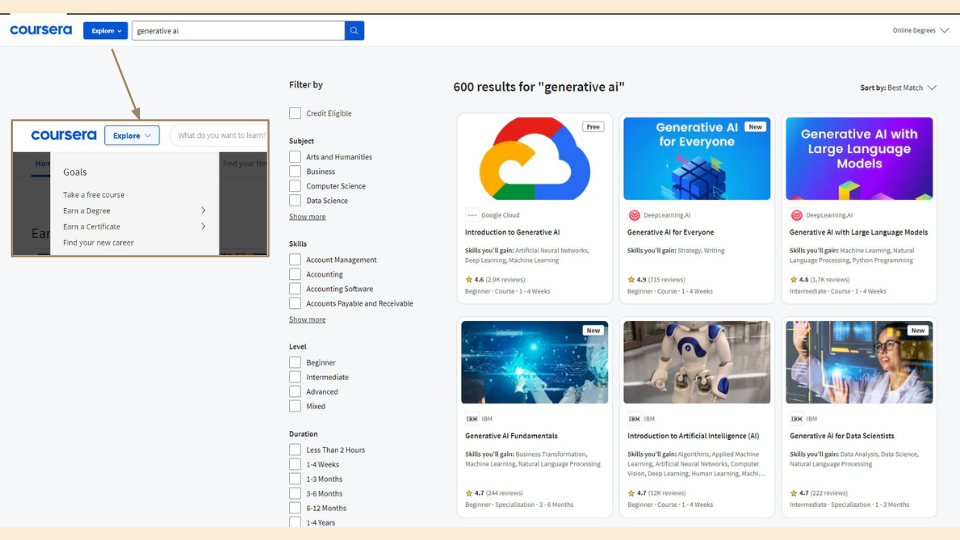 coursera
Explore
generative ai
Online Degrees
coursera
Explore
What do you want to learn?
Goals
Take a free course
Earn a Degree
Earn a Certificate
Find your new career
Filter by
Credit Eligible
Subject
Arts and Humanities
Business
Computer Science
Data Science
Show more
Skills
Account Management
Accounting
Accounting Software
Accounts Payable and Receivable
Show more
Level
Beginner
Intermediate
Advanced
Mixed
Duration
Less Than 2 Hours
1-4 Weeks
1-3 Months
3-6 Months
6-12 Months
1-4 Years
600 results for "generative ai"
Sort by: Best Match
Free
Google Cloud
Introduction to Generative AI
Skills you'll gain: Artificial Neural Networks,
Deep Learning, Machine Learning
4.6 (2.9K reviews)
Beginner · Course · 1 - 4 Weeks
Generative AI
for Everyone
New
DeepLearning.AI
Generative AI for Everyone
Skills you'll gain: Strategy, Writing
4.9 (715 reviews)
Beginner · Course · 1 - 4 Weeks
Generative AI with
Large Language
Models
DeepLearning.AI
Generative AI with Large Language Models
Skills you'll gain: Machine Learning, Natural
Language Processing, Python Programming
4.8 (1.7K reviews)
Intermediate · Course · 1 - 4 Weeks
New
IBM IBM
Generative AI Fundamentals
Skills you'll gain: Business Transformation,
Machine Learning, Natural Language Processing
4.7 (244 reviews)
Beginner · Specialization · 3 - 6 Months
IBM IBM
Introduction to Artificial Intelligence (AI)
Skills you'll gain: Algorithms, Applied Machine
Learning, Artificial Neural Networks, Computer
Vision, Deep Learning, Human Learning, Machi...
4.7 (12K reviews)
Beginner · Course · 1 - 4 Weeks
New
IBM IBM
Generative AI for Data Scientists
Skills you'll gain: Data Analysis, Data Science,
Natural Language Processing
4.7 (222 reviews)
Intermediate · Specialization · 1 - 3 Months